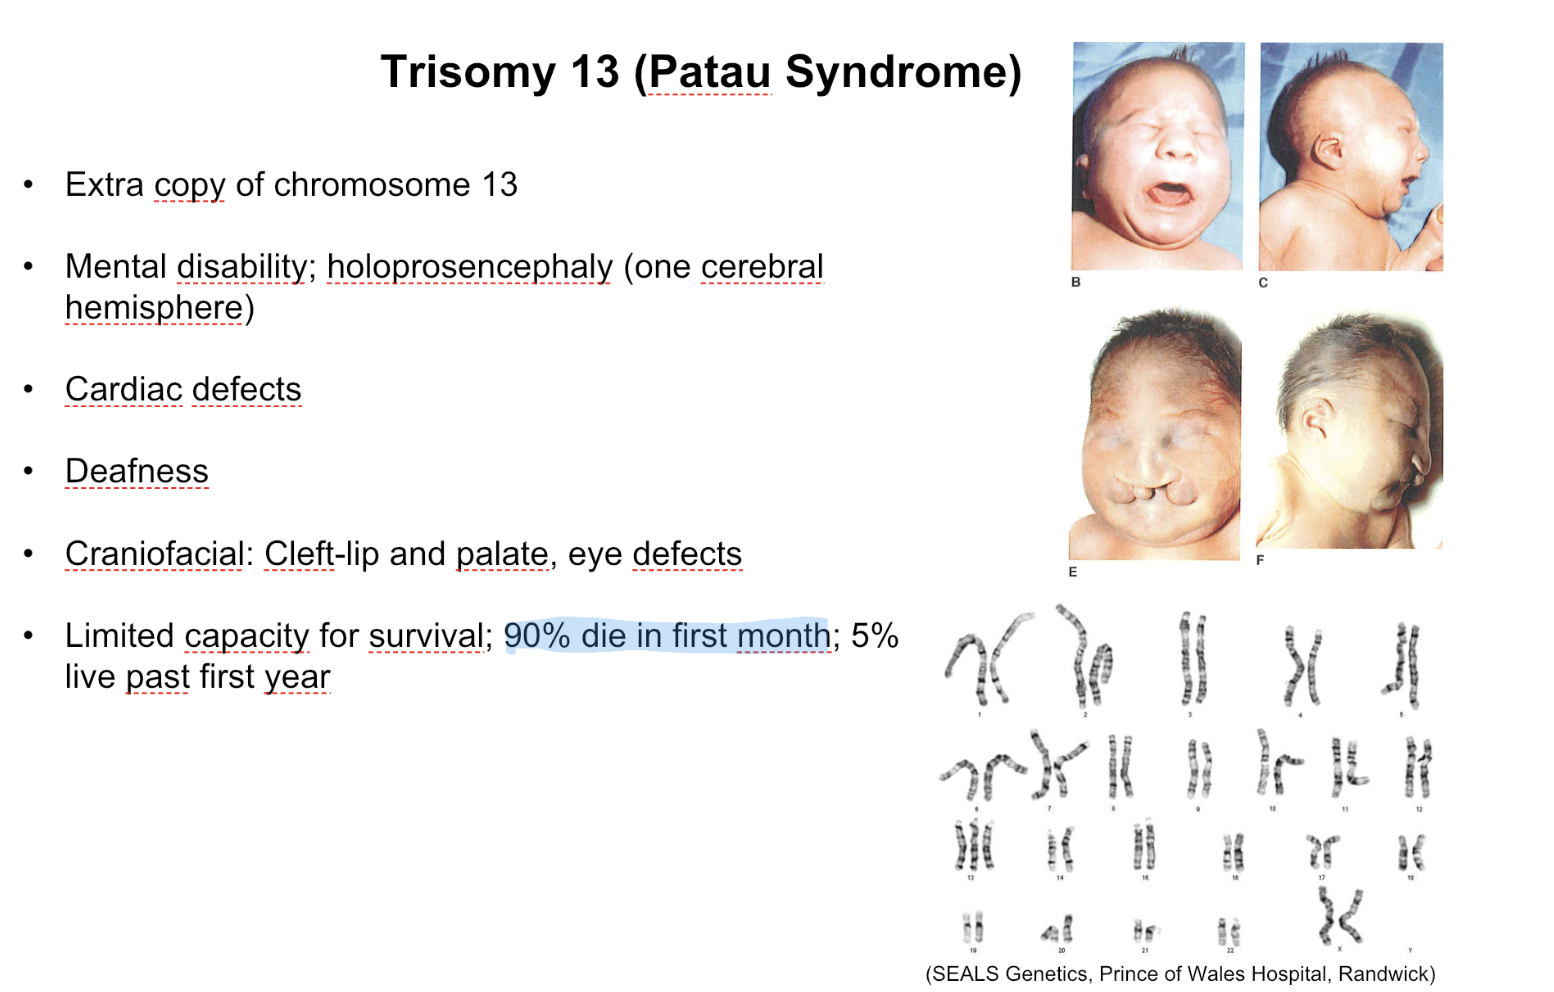 Trisomy 13 (Patau Syndrome)
• Extra copy of chromosome 13
• Mental disability; holoprosencephaly (one cerebral
hemisphere)
• Cardiac defects
• Deafness
• Craniofacial: Cleft-lip and palate, eye defects
• Limited capacity for survival; 90% die in first month; 5%
live past first year
B C
E F
1 2 3 4 5
6 7 8 9 10 11 12
13 14 15 16 17 18
19 20 21 22 X Y
(SEALS Genetics, Prince of Wales Hospital, Randwick)